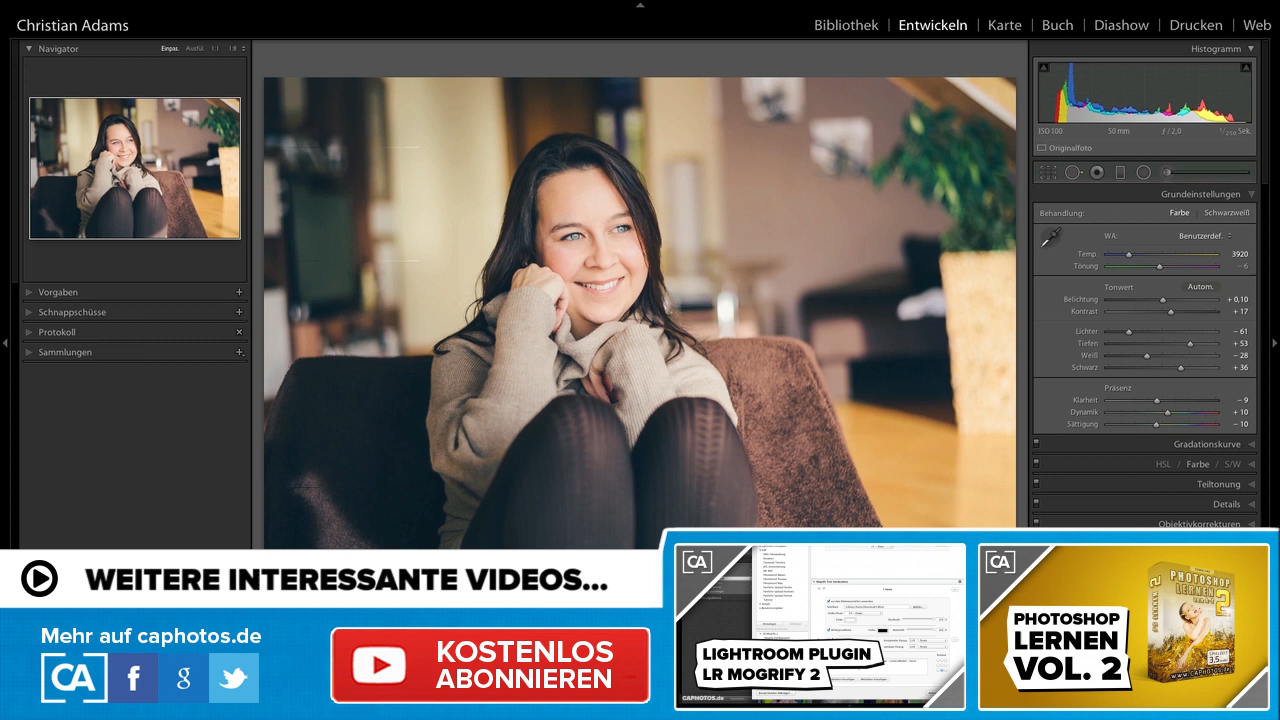 Christian Adams
Bibliothek | Entwickeln | Karte | Buch | Diashow | Drucken | Web
Navigator
Einpas. Ausfül. 1:1 1:8
Vorgaben
Schnappschüsse
Protokoll
Sammlungen
Histogramm
ISO 100 50 mm ƒ / 2,0 1/250 Sek.
Originalfoto
Grundeinstellungen
Behandlung: Farbe Schwarzweiß
WA: Benutzerdef.
Temp. 3920
Tönung – 6
Tonwert Autom.
Belichtung + 0,10
Kontrast + 17
Lichter – 61
Tiefen + 53
Weiß – 28
Schwarz + 36
Präsenz
Klarheit – 9
Dynamik + 10
Sättigung – 10
Gradationskurve
HSL / Farbe / S/W
Teiltonung
Details
Objektivkorrekturen
WEITERE INTERESSANTE VIDEOS...
Mehr auf caphotos.de
CA f
KOSTENLOS
ABONNIEREN
CA
LIGHTROOM PLUGIN
LR MOGRIFY 2
CAPHOTOS.de
CA
PHOTOSHOP
LERNEN
VOL. 2